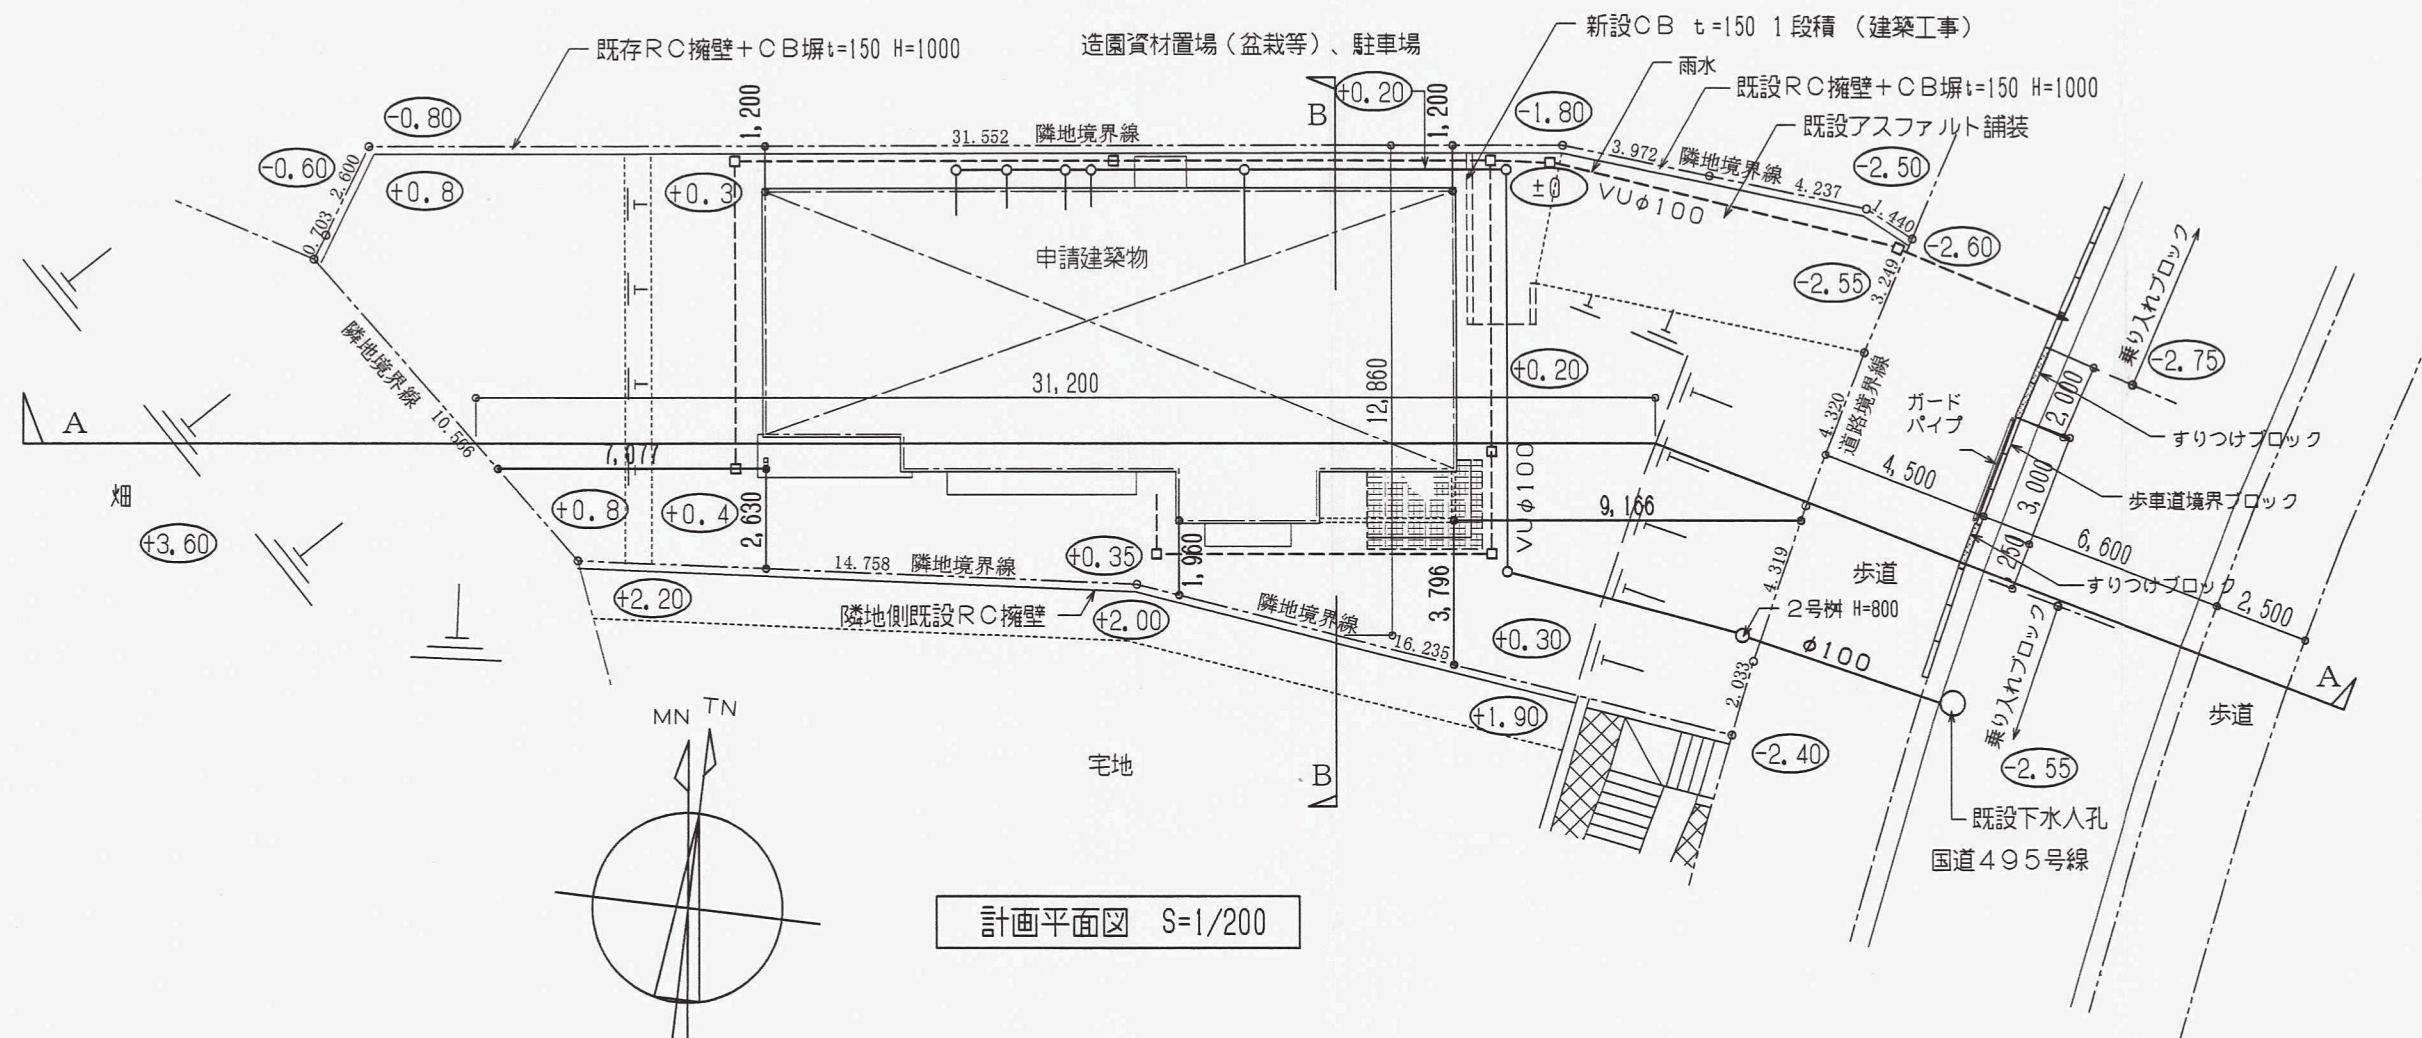 既存RC擁壁+CB塀t=150 H=1000
造園資材置場（盆栽等）、駐車場
新設CB t=150 1段積 （建築工事）
雨水
既設RC擁壁+CB塀t=150 H=1000
既設アスファルト舗装
-0.80
1,200
31.552 隣地境界線
B
+0.20
1,200
-1.80
3.972 隣地境界線 4.237
-2.50
-0.60
0.703 2.600
+0.8
+0.3
±0
VUφ100
1.440
-2.60
申請建築物
-2.55
3.249
乗り入れブロック
隣地境界線 10.566
31,200
12,860
+0.20
4.320
道路境界線
ガード
パイプ
2,000
-2.75
すりつけブロック
A
7,077
4,500
3,000
歩車道境界ブロック
畑
+3.60
+0.8
+0.4
2,630
9,166
VUφ100
6,600
250
14.758 隣地境界線
+0.35
1,960
3,796
4.319
歩道
すりつけブロック
2,500
+2.20
隣地側既設RC擁壁
+2.00
隣地境界線 16.235
+0.30
2号桝 H=800
φ100
2.033
乗り入れブロック
A
歩道
MN TN
宅地
B
+1.90
-2.40
-2.55
既設下水人孔
国道495号線
計画平面図 S=1/200